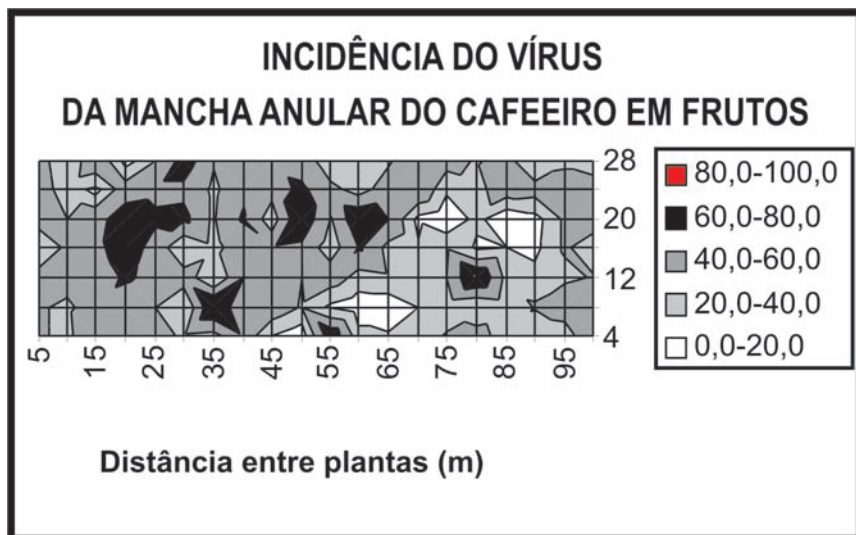 INCIDÊNCIA DO VÍRUS
DA MANCHA ANULAR DO CAFEEIRO EM FRUTOS
28
20
12
4
5 15 25 35 45 55 65 75 85 95
80,0-100,0
60,0-80,0
40,0-60,0
20,0-40,0
0,0-20,0
Distância entre plantas (m)